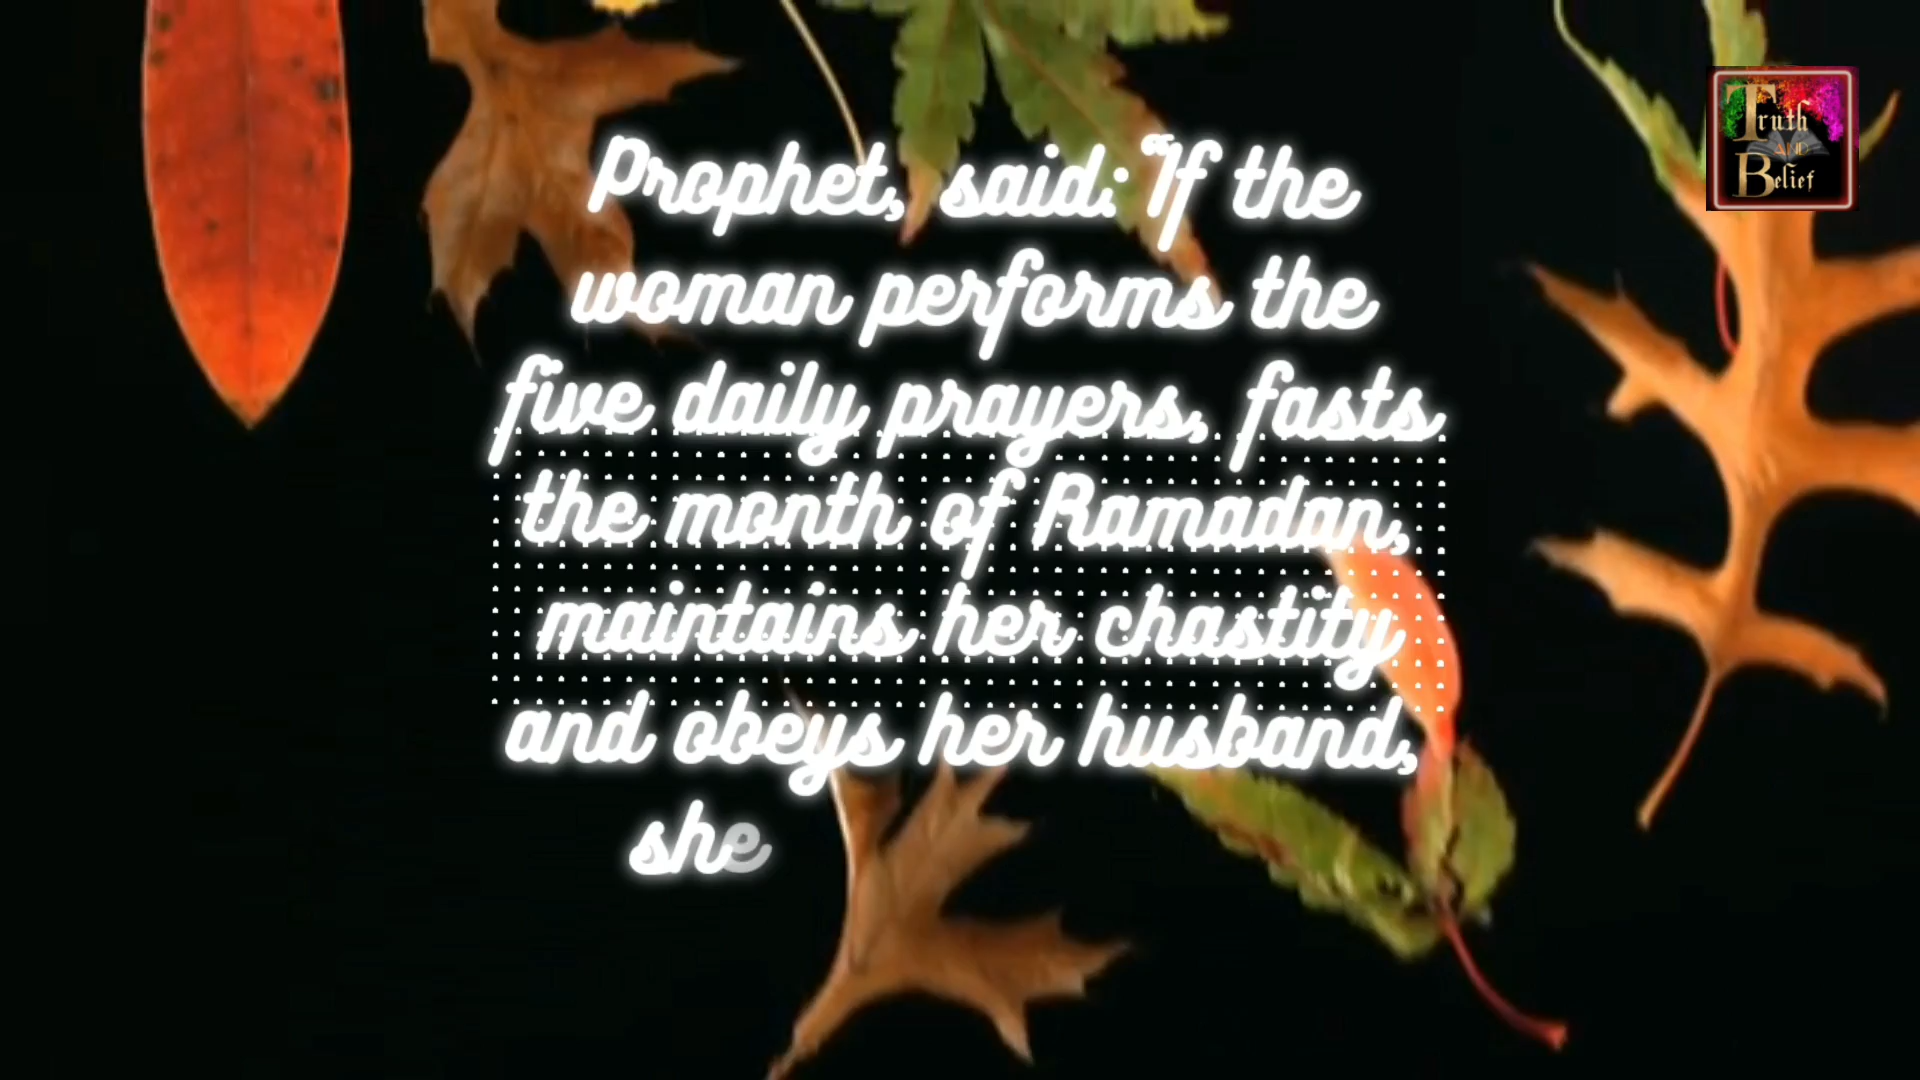 Prophet, said: "If the
woman performs the
five daily prayers, fasts
the month of Ramadan,
maintains her chastity
and obeys her husband,
she
Truth
AND
Belief